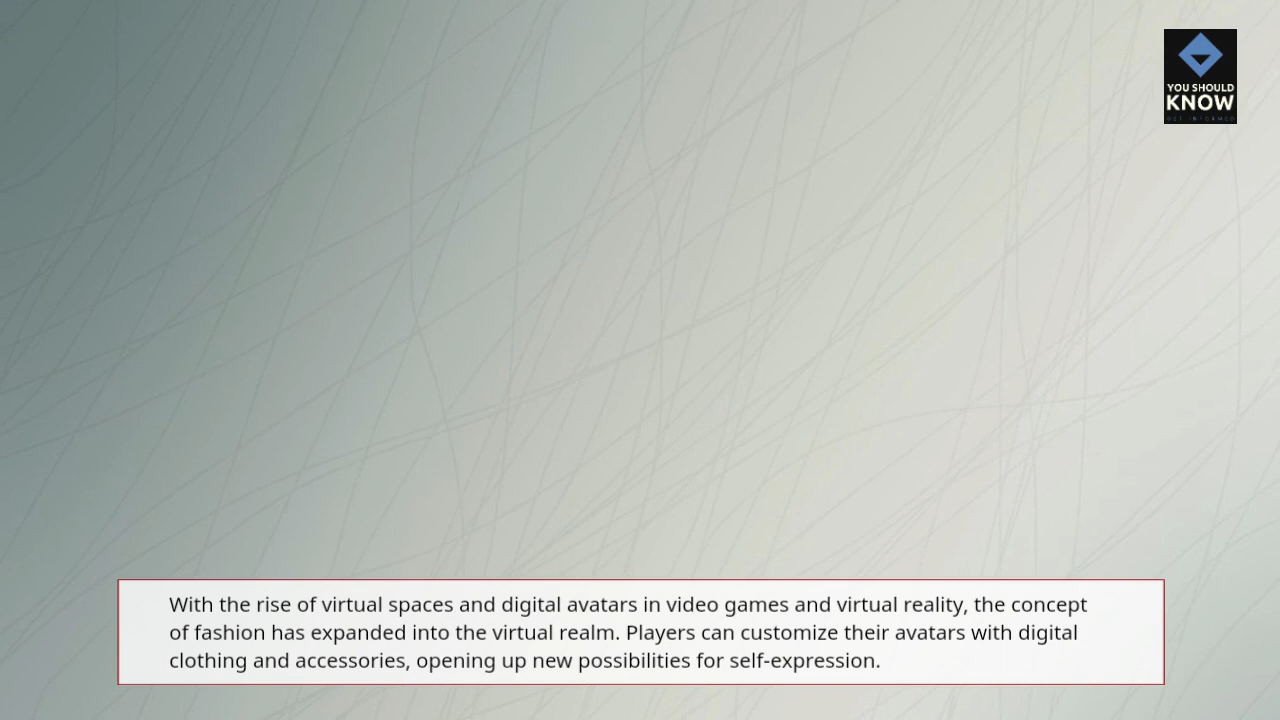 YOU SHOULD
KNOW
GET INFORMED
With the rise of virtual spaces and digital avatars in video games and virtual reality, the concept
of fashion has expanded into the virtual realm. Players can customize their avatars with digital
clothing and accessories, opening up new possibilities for self-expression.